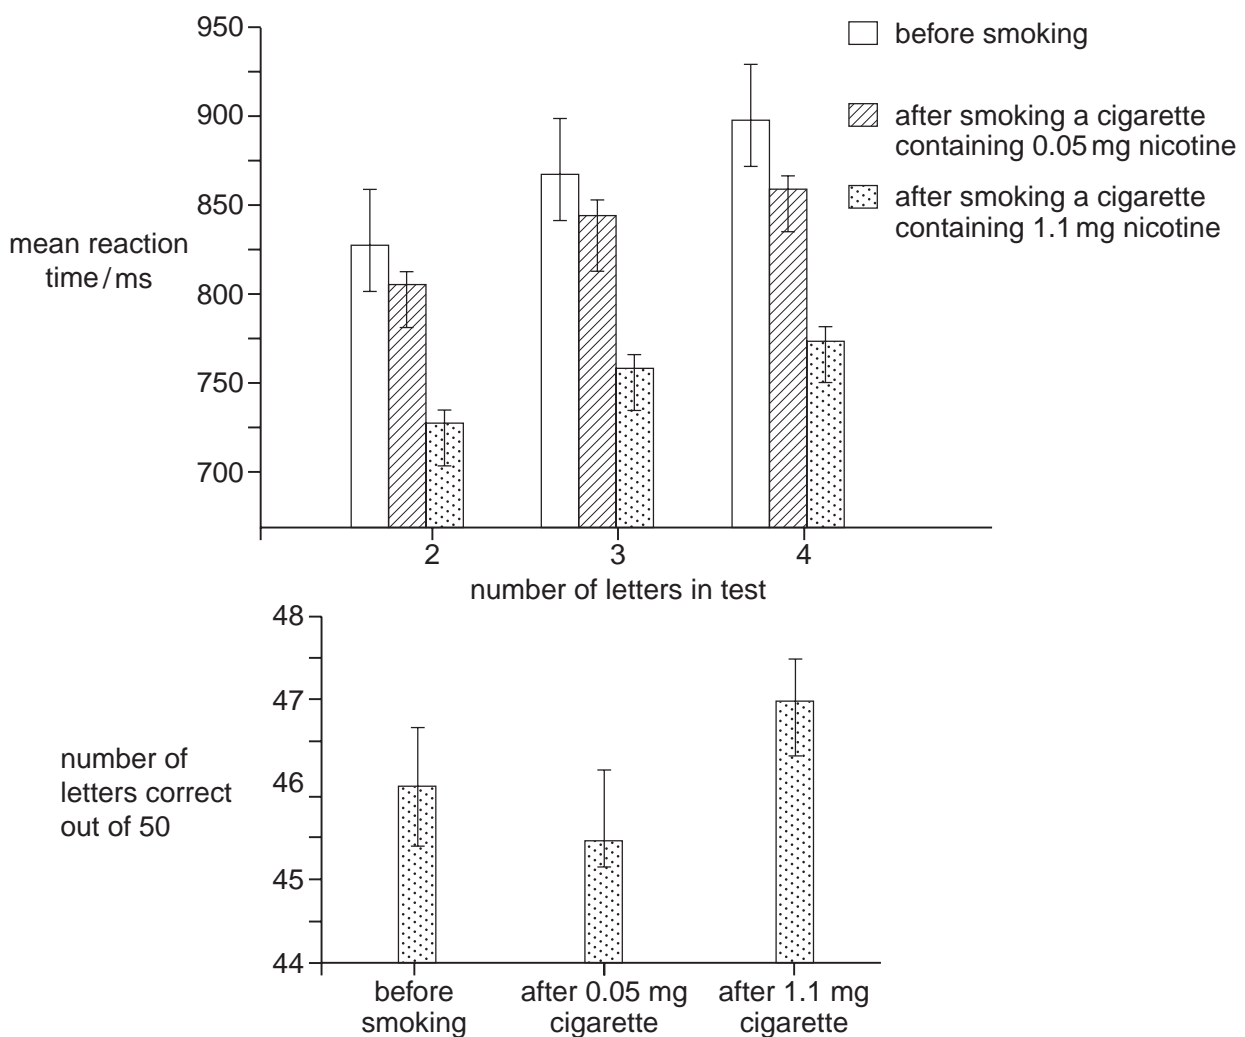 950
before smoking
900
after smoking a cigarette
containing 0.05 mg nicotine
850
after smoking a cigarette
containing 1.1 mg nicotine
mean reaction
time / ms
800
750
700
2
3
4
number of letters in test
48
47
number of
letters correct
out of 50
46
45
44
before
smoking
after 0.05 mg
cigarette
after 1.1 mg
cigarette